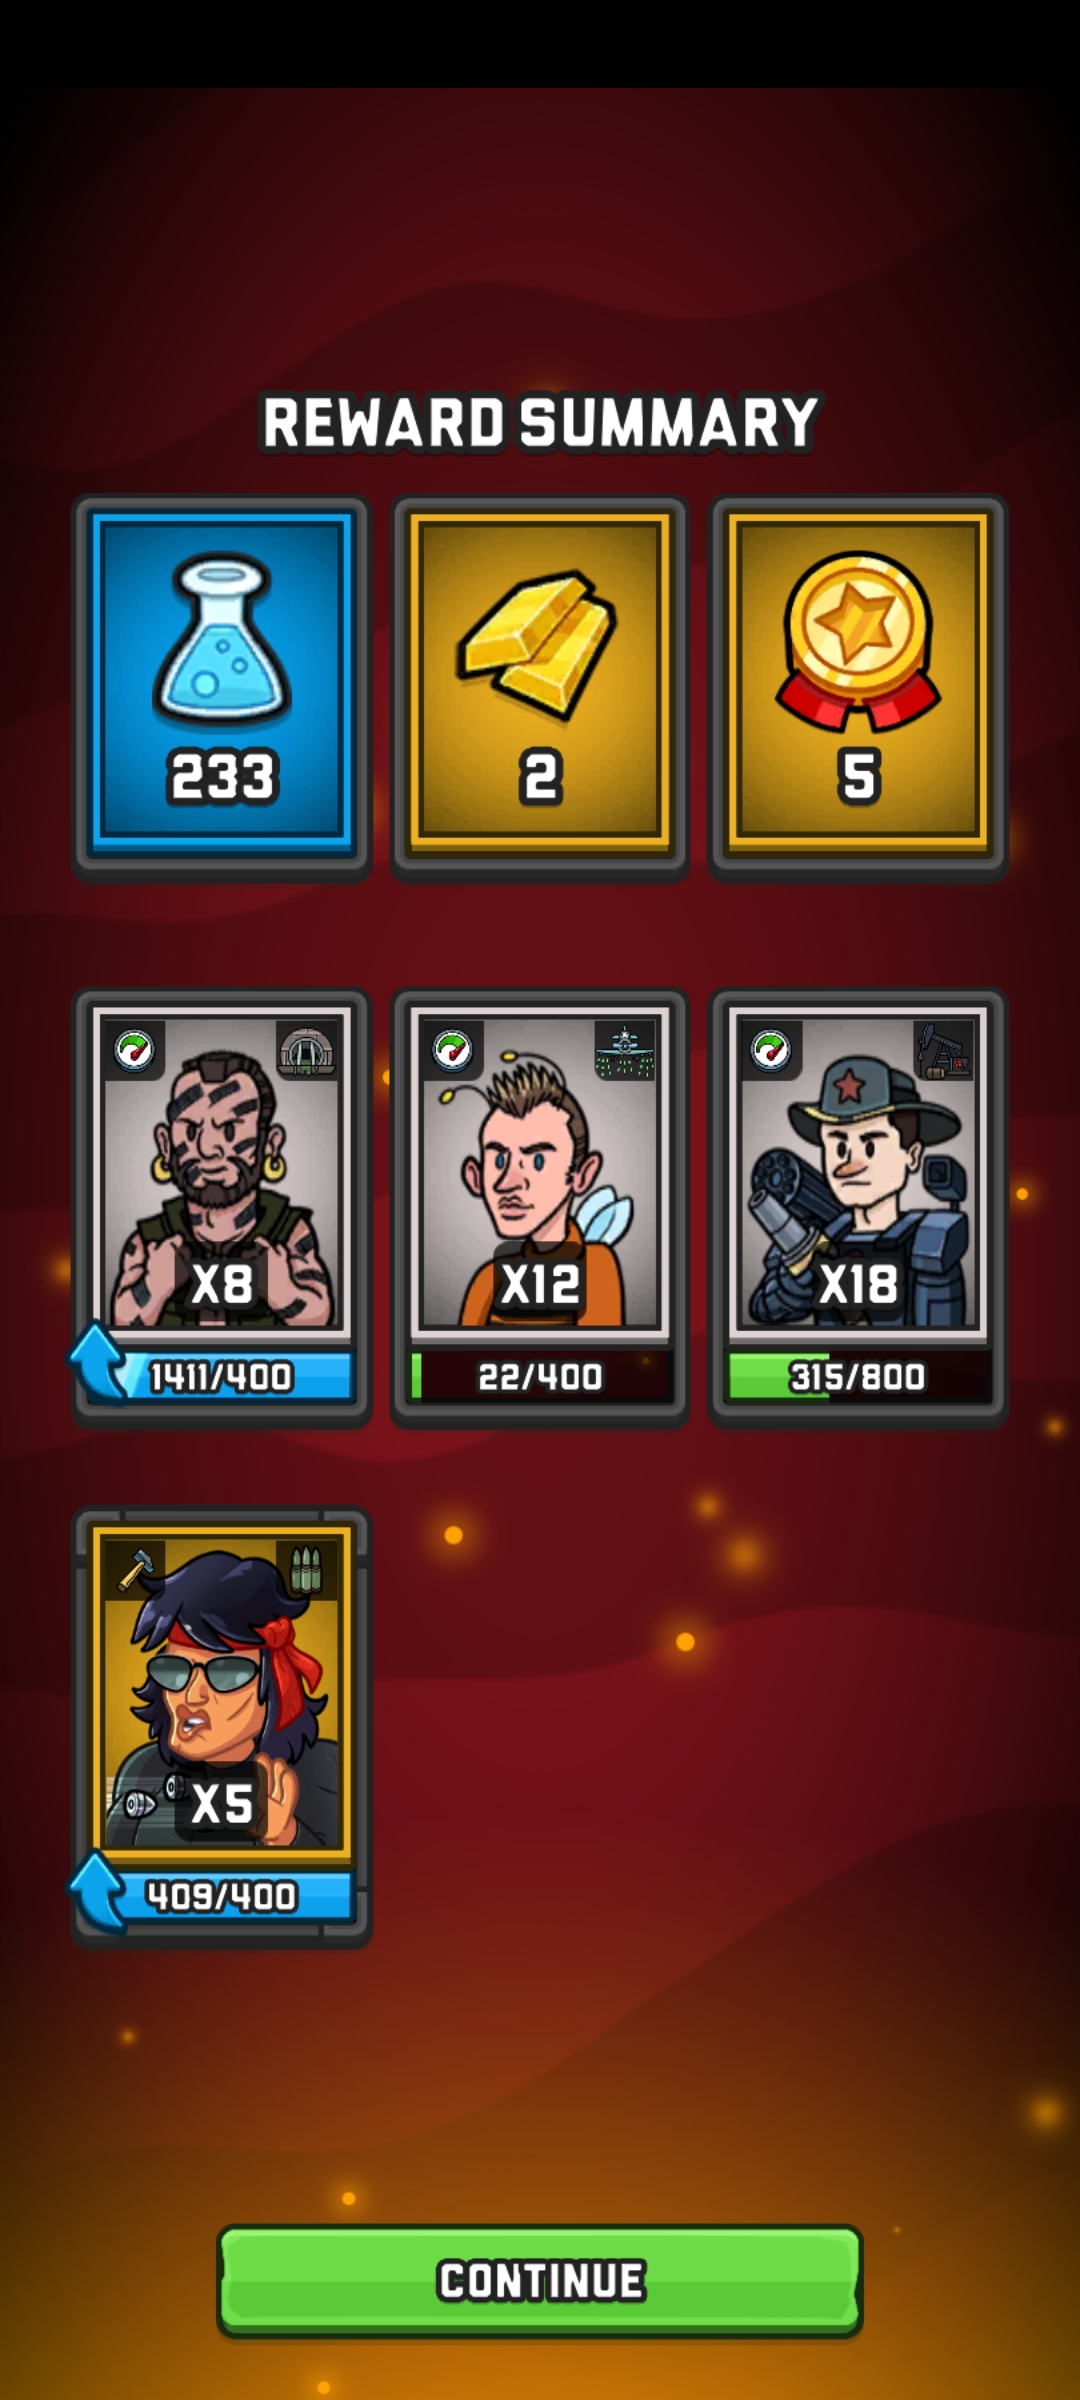 REWARD SUMMARY
233
2
5
X8
X12
X18
1411/400
22/400
315/800
X5
409/400
CONTINUE